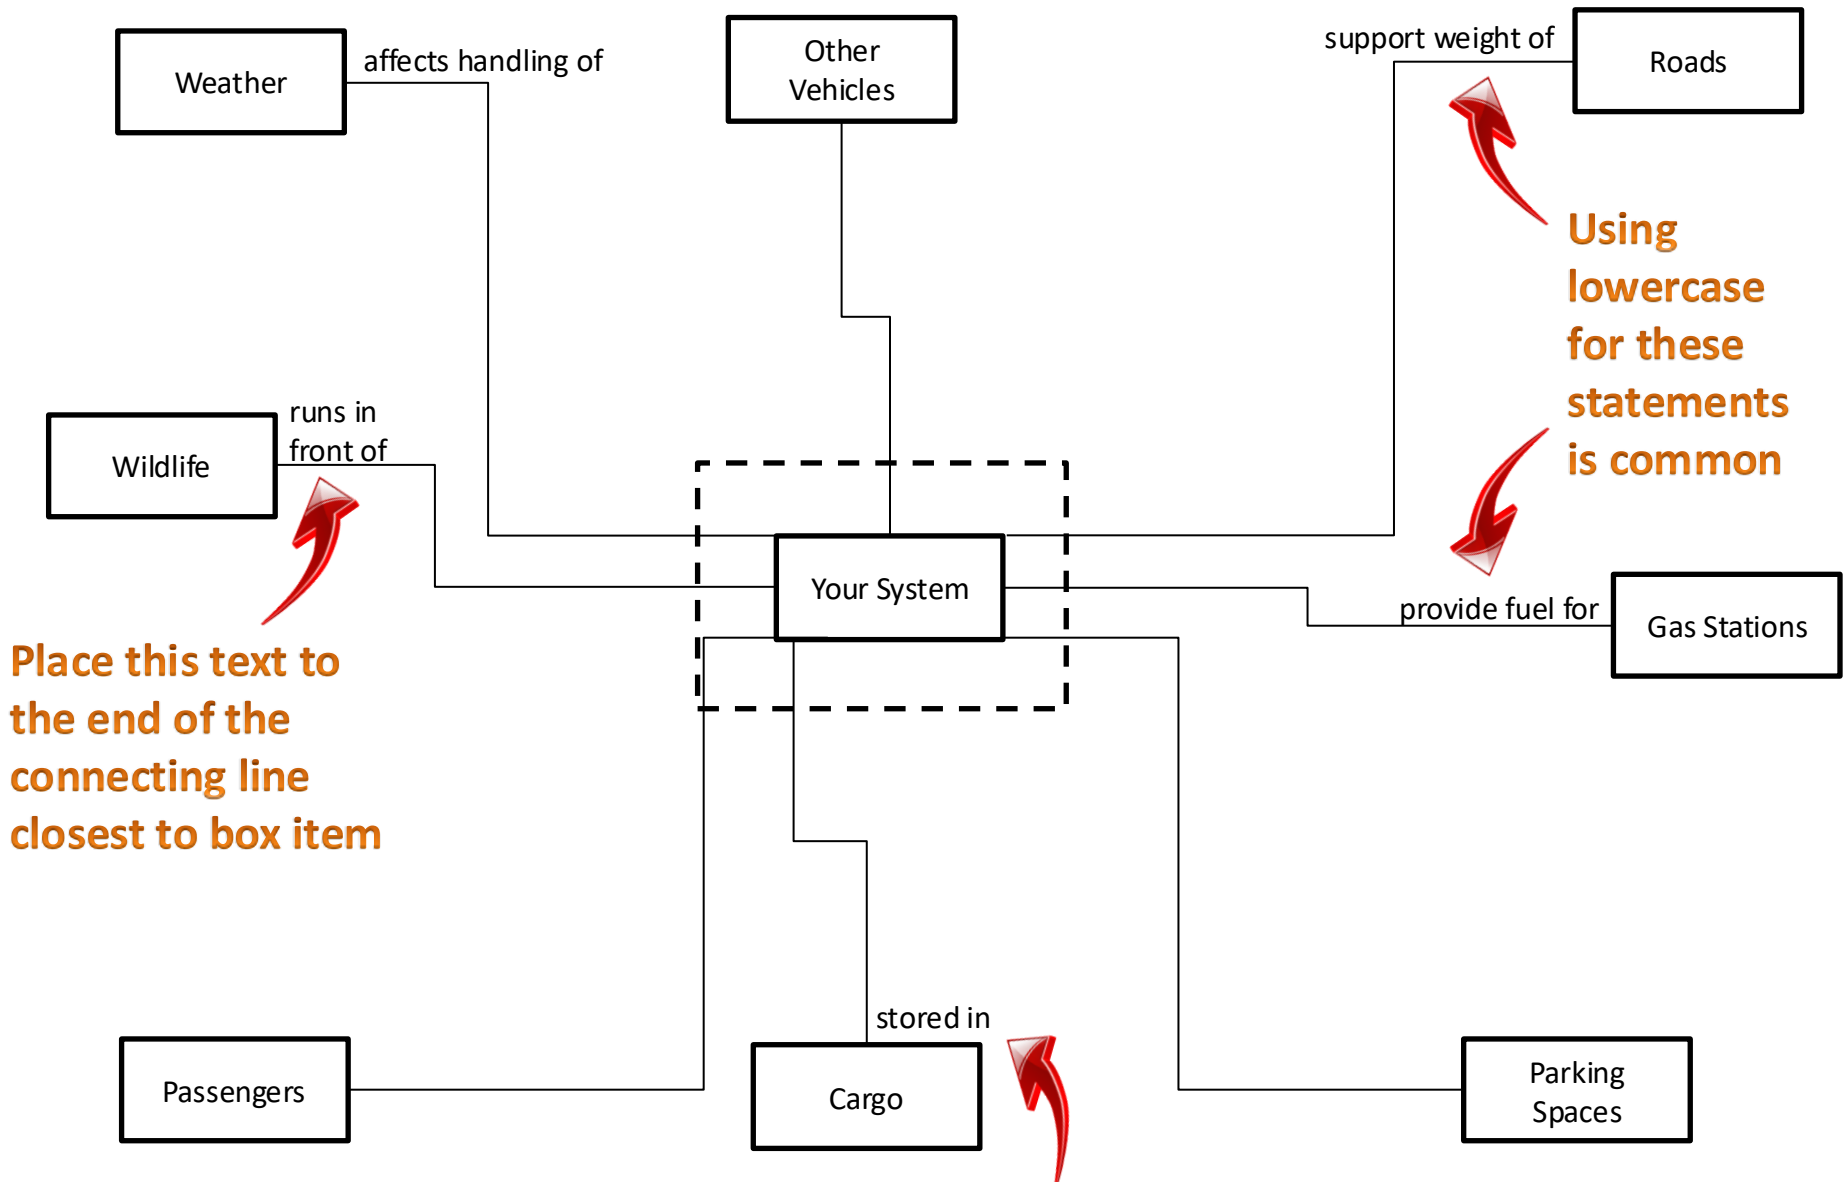 Weather
affects handling of
Other
Vehicles
support weight of
Roads
Using
lowercase
for these
statements
is common
runs in
front of
Wildlife
Your System
provide fuel for
Gas Stations
Place this text to
the end of the
connecting line
closest to box item
stored in
Passengers
Cargo
Parking
Spaces